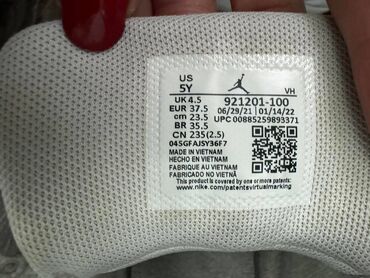 US
5Y
VH
UK 4.5
EUR 37.5
cm 23.5
BR 35.5
CN 235(2.5)
921201-100
06/29/21 01/14/22
UPC 00885259893371
045GFAJSY36F7
MADE IN VIETNAM
HECHO EN VIETNAM
FABRIQUE AU VIETNAM
FABRICADO NO VIETNÃ
This product is covered by one or more patents:
www.nike.com/patentsvirtualmarking